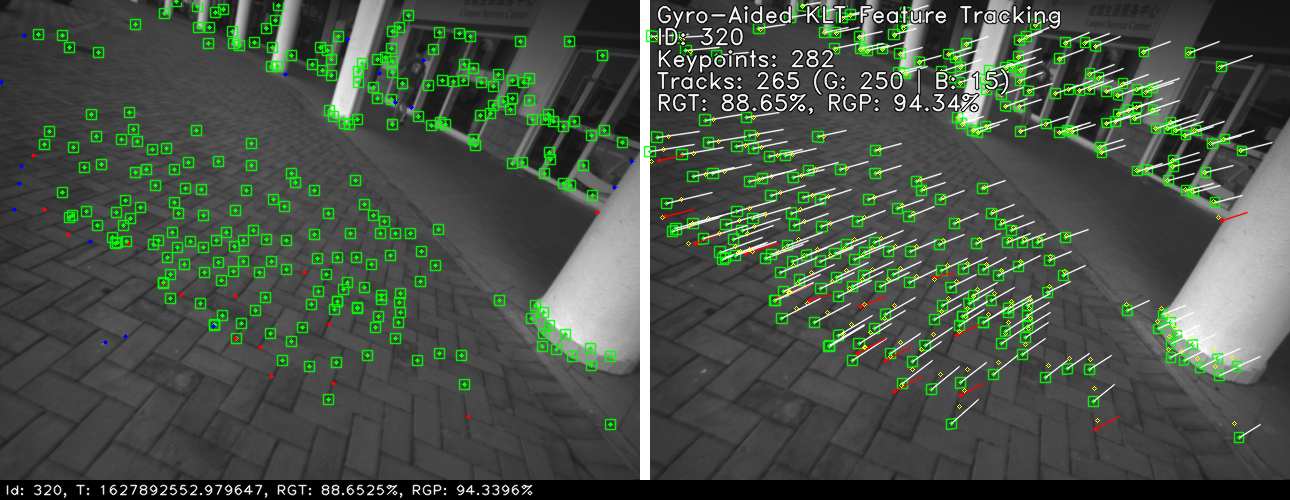 Gyro-Aided KLT Feature Tracking
ID: 320
Keypoints: 282
Tracks: 265 (G: 250 | B: 15)
RGT: 88.65%, RGP: 94.34%
Id: 320, T: 1627892552.979647, RGT: 88.6525%, RGP: 94.3396%